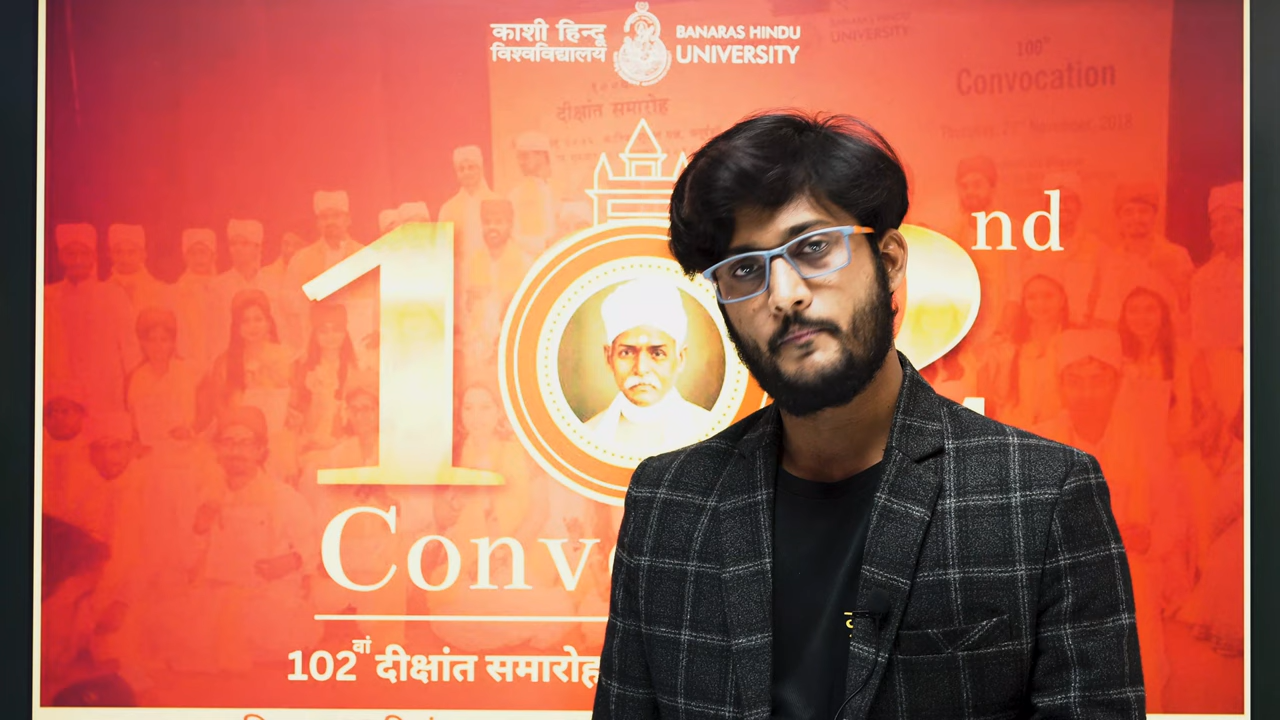 काशी हिन्दू
विश्वविद्यालय
BANARAS HINDU
UNIVERSITY
100th
Convocation
दीक्षांत समारोह
102nd
Conv
102वां दीक्षांत समारोह